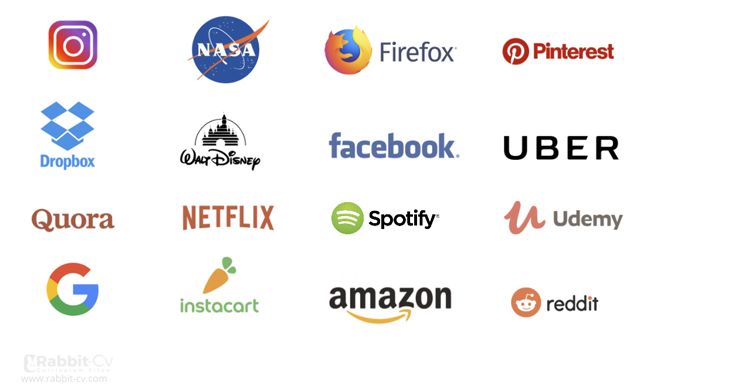 NASA
Firefox
Pinterest
Dropbox
WALT DISNEY
facebook.
UBER
Quora
NETFLIX
Spotify
Udemy
G
instacart
amazon
reddit
Rabbit-Cv
www.rabbit-cv.com